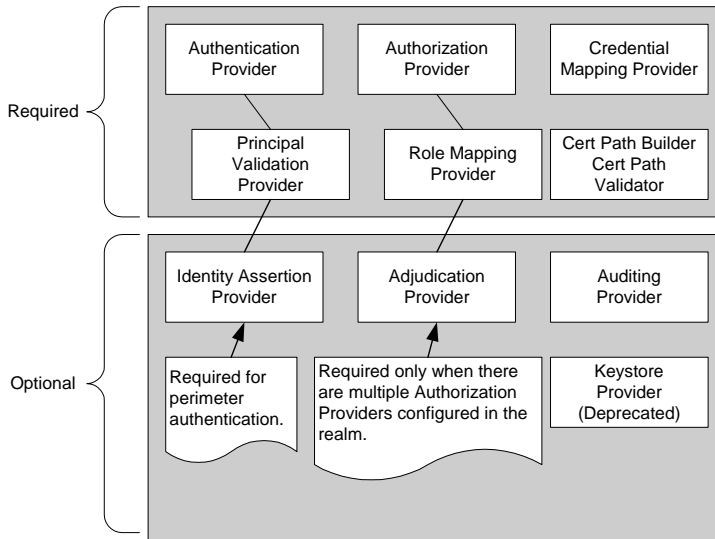 Required
Authentication
Provider
Authorization
Provider
Credential
Mapping Provider
Principal
Validation
Provider
Role Mapping
Provider
Cert Path Builder
Cert Path
Validator
Optional
Identity Assertion
Provider
Adjudication
Provider
Auditing
Provider
Required for
perimeter
authentication.
Required only when there
are multiple Authorization
Providers configured in the
realm.
Keystore
Provider
(Deprecated)